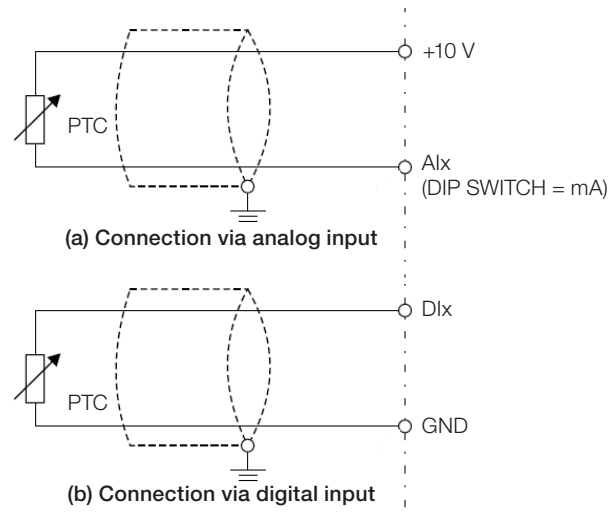 +10 V
PTC
AIx
(DIP SWITCH = mA)
(a) Connection via analog input
DIx
PTC
GND
(b) Connection via digital input